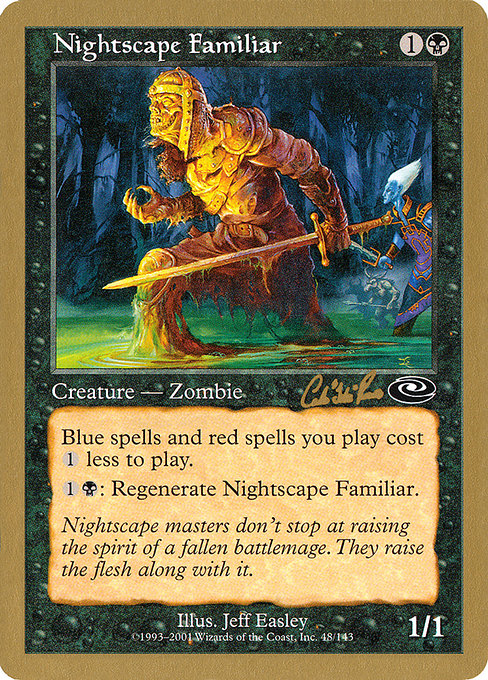 Nightscape Familiar 1
Creature — Zombie
Blue spells and red spells you play cost
1 less to play.
1 : Regenerate Nightscape Familiar.
Nightscape masters don't stop at raising
the spirit of a fallen battlemage. They raise
the flesh along with it.
Illus. Jeff Easley
©1993–2001 Wizards of the Coast, Inc. 48/143
1/1